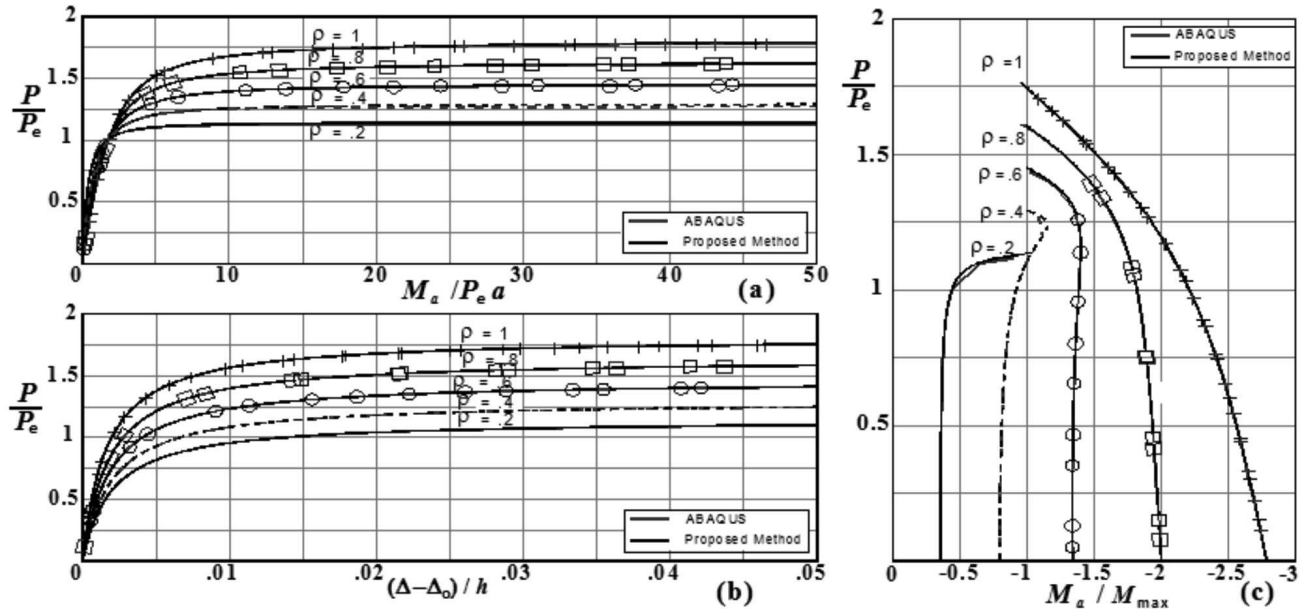 2
1.5
1
0.5
0
P
Pe
ρ = 1
ρ = .8
ρ = .6
ρ = .4
ρ = .2
ABAQUS
Proposed Method
0 10 20 30 40 50
Ma /Pe a
(a)
2
1.5
1
0.5
0
P
Pe
ρ = 1
ρ = .8
ρ = .6
ρ = .4
ρ = .2
ABAQUS
Proposed Method
0 .01 .02 .03 .04 .05
(Δ−Δo) / h
(b)
2
1.5
1
0.5
P
Pe
ABAQUS
Proposed Method
ρ = 1
ρ = .8
ρ = .6
ρ = .4
ρ = .2
0 -0.5 -1 -1.5 -2 -2.5 -3
Ma / Mmax
(c)